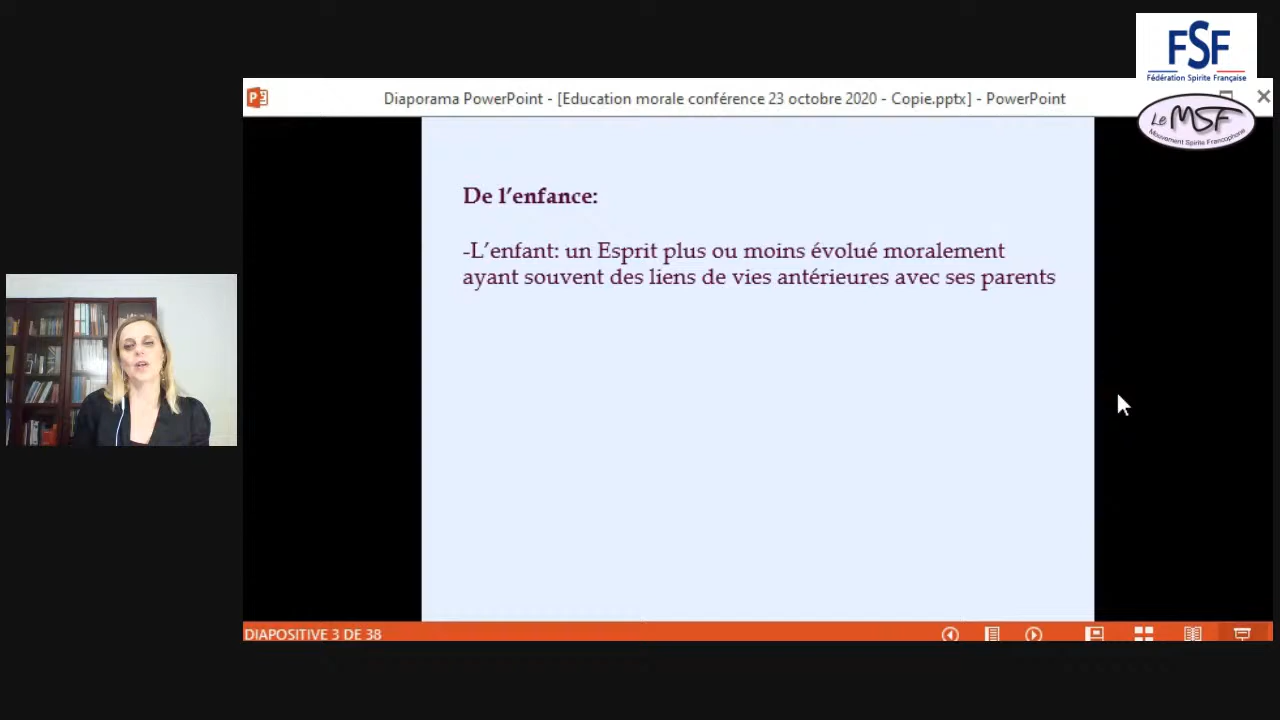 FSF
Fédération Spirite Française
Le MSF
Mouvement Spirite Francophone
Diaporama PowerPoint - [Education morale conférence 23 octobre 2020 - Copie.pptx] - PowerPoint
De l’enfance:
-L’enfant: un Esprit plus ou moins évolué moralement
ayant souvent des liens de vies antérieures avec ses parents
DIAPOSITIVE 3 DE 38